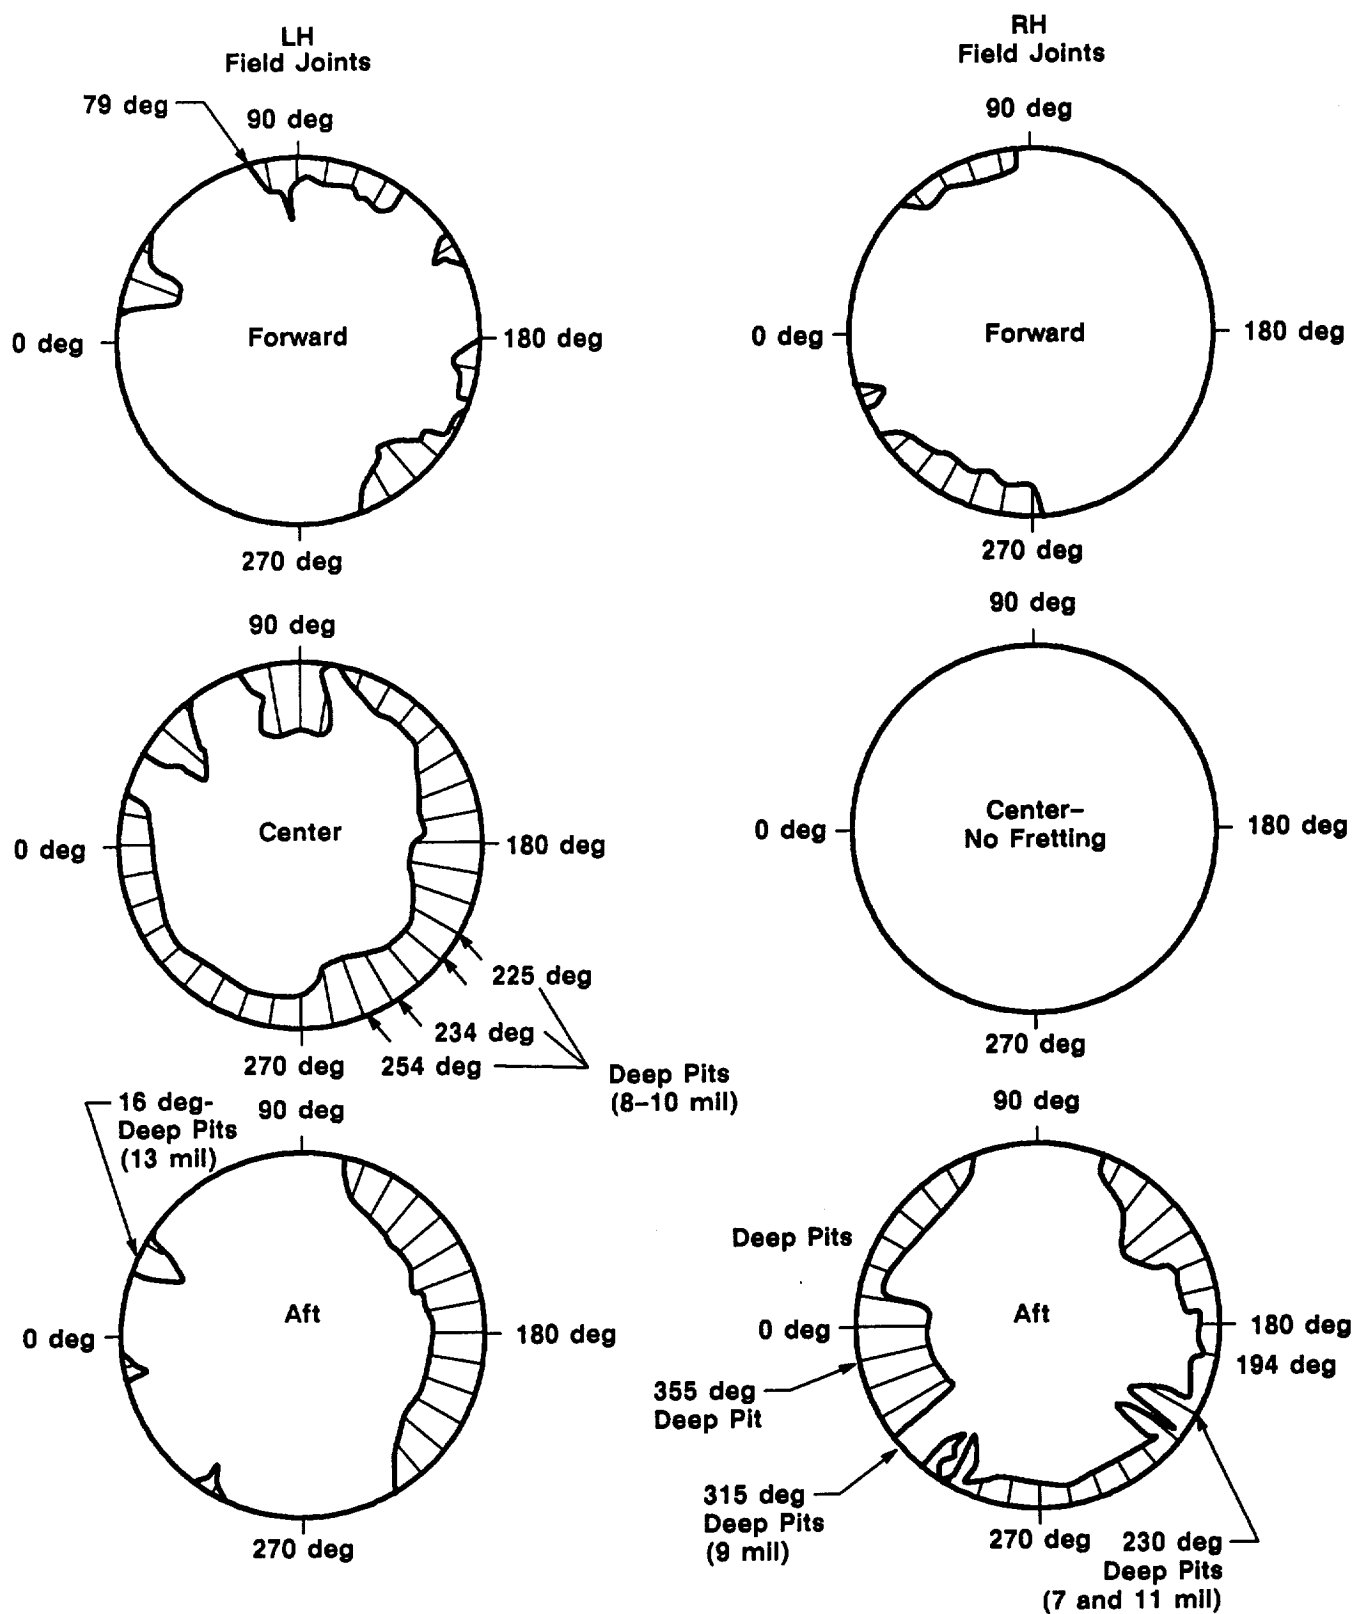 LH
Field Joints
RH
Field Joints
79 deg
90 deg
90 deg
0 deg
Forward
180 deg
0 deg
Forward
180 deg
270 deg
270 deg
90 deg
90 deg
0 deg
Center
180 deg
0 deg
Center–
No Fretting
180 deg
225 deg
234 deg
270 deg
254 deg
Deep Pits
(8–10 mil)
270 deg
16 deg-
Deep Pits
(13 mil)
90 deg
90 deg
0 deg
Aft
180 deg
270 deg
Deep Pits
0 deg
Aft
180 deg
194 deg
355 deg
Deep Pit
315 deg
Deep Pits
(9 mil)
270 deg
230 deg
Deep Pits
(7 and 11 mil)